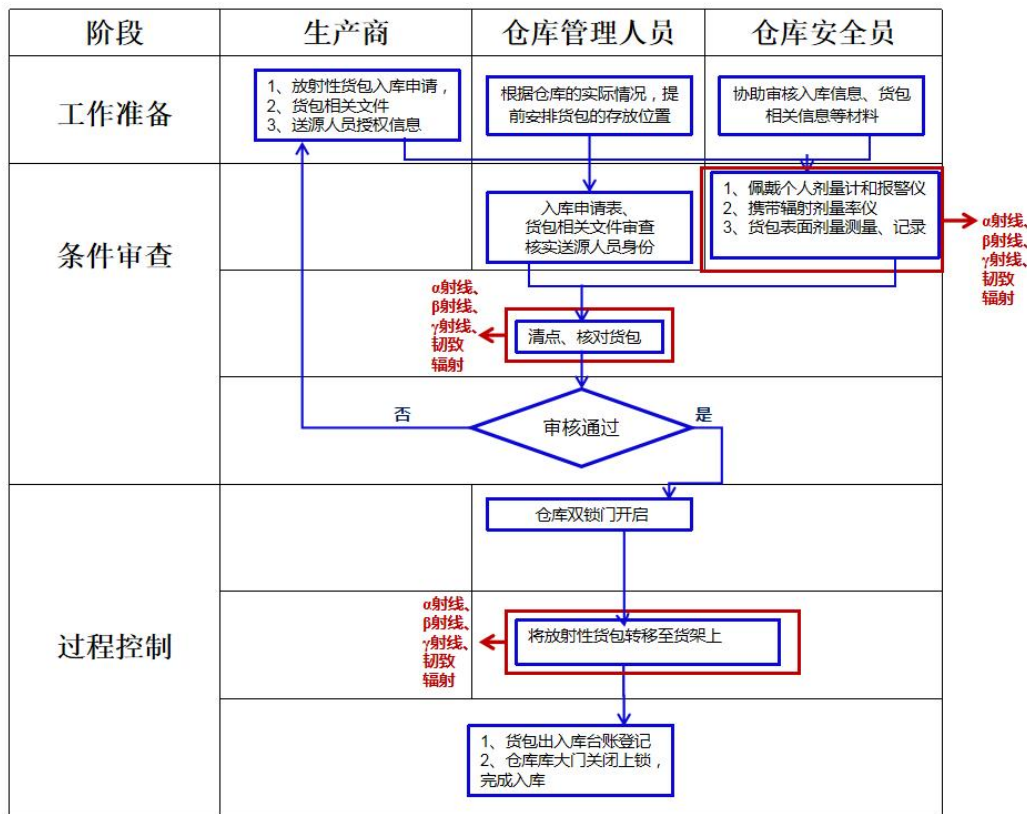 阶段
生产商
仓库管理人员
仓库安全员
工作准备
1、放射性货包入库申请，
2、货包相关文件
3、送源人员授权信息
根据仓库的实际情况，提
前安排货包的存放位置
协助审核入库信息、货包
相关信息等材料
条件审查
入库申请表、
货包相关文件审查
核实送源人员身份
1、佩戴个人剂量计和报警仪
2、携带辐射剂量率仪
3、货包表面剂量测量、记录
α射线、
β射线、
γ射线、
韧致
辐射
α射线、
β射线、
γ射线、
韧致
辐射
清点、核对货包
否
审核通过
是
过程控制
仓库双锁门开启
α射线、
β射线、
γ射线、
韧致
辐射
将放射性货包转移至货架上
1、货包出入库台账登记
2、仓库库大门关闭上锁，
完成入库